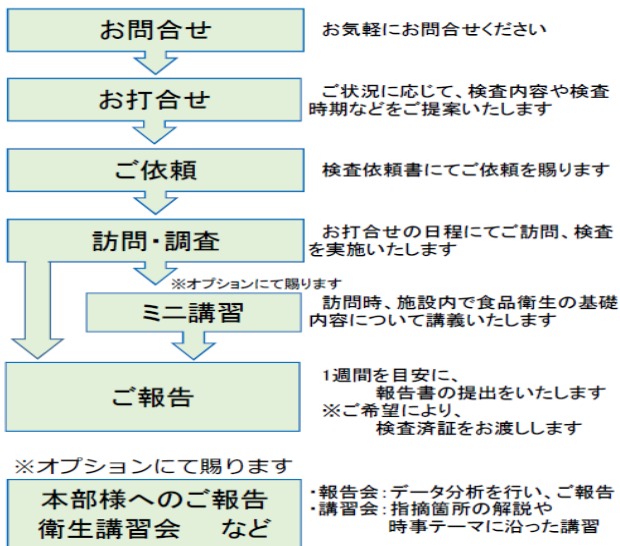 お問合せ
お気軽にお問合せください
お打合せ
ご状況に応じて、検査内容や検査
時期などをご提案いたします
ご依頼
検査依頼書にてご依頼を賜ります
訪問・調査
お打合せの日程にてご訪問、検査
を実施いたします
※オプションにて賜ります
ミニ講習
訪問時、施設内で食品衛生の基礎
内容について講義いたします
ご報告
1週間を目安に、
報告書の提出をいたします
※ご希望により、
検査済証をお渡しします
※オプションにて賜ります
本部様へのご報告
衛生講習会 など
・報告会:データ分析を行い、ご報告
・講習会:指摘箇所の解説や
時事テーマに沿った講習